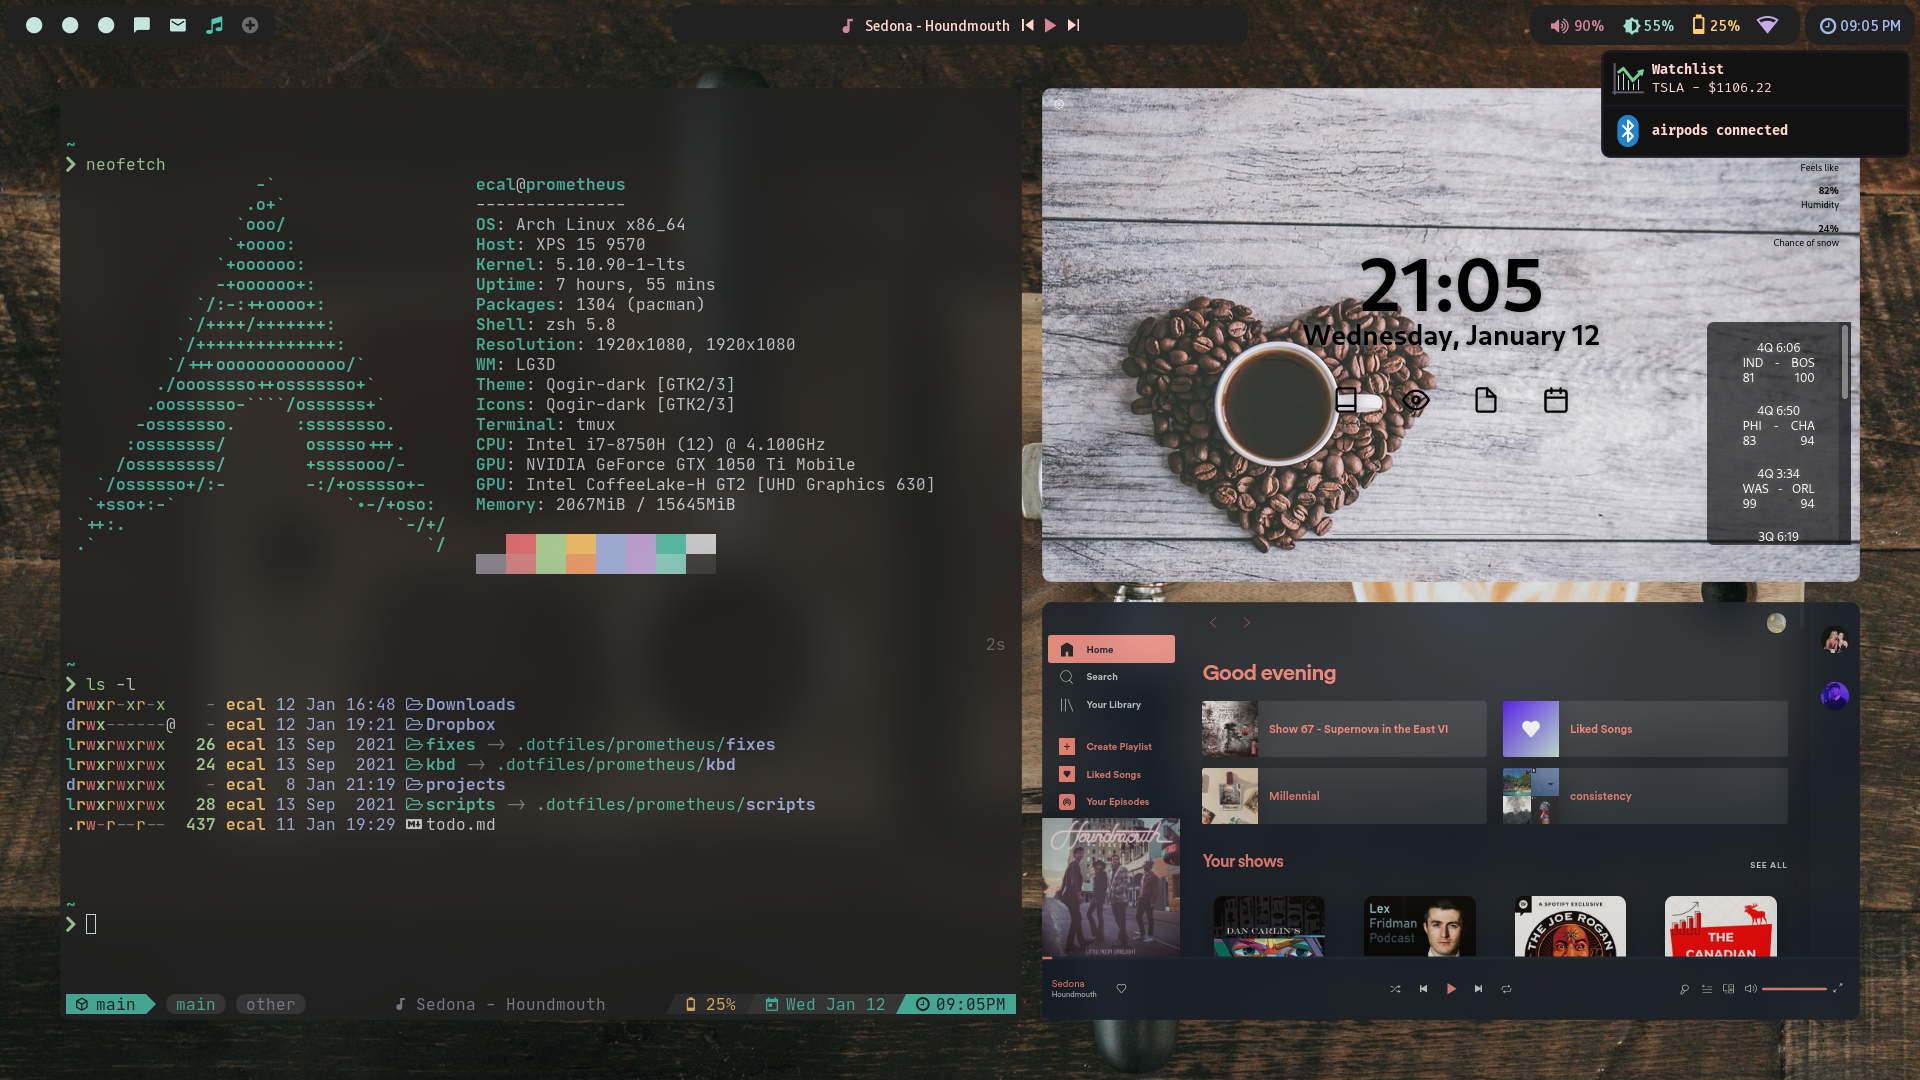 Sedona - Houndmouth
90%
55%
25%
09:05 PM
Watchlist
TSLA - $1106.22
airpods connected
~
❯ neofetch
ecal@prometheus
---------------
OS: Arch Linux x86_64
Host: XPS 15 9570
Kernel: 5.10.90-1-lts
Uptime: 7 hours, 55 mins
Packages: 1304 (pacman)
Shell: zsh 5.8
Resolution: 1920x1080, 1920x1080
WM: LG3D
Theme: Qogir-dark [GTK2/3]
Icons: Qogir-dark [GTK2/3]
Terminal: tmux
CPU: Intel i7-8750H (12) @ 4.100GHz
GPU: NVIDIA GeForce GTX 1050 Ti Mobile
GPU: Intel CoffeeLake-H GT2 [UHD Graphics 630]
Memory: 2067MiB / 15645MiB
2s
~
❯ ls -l
drwxr-xr-x - ecal 12 Jan 16:48 Downloads
drwx------@ - ecal 12 Jan 19:21 Dropbox
lrwxrwxrwx 26 ecal 13 Sep 2021 fixes -> .dotfiles/prometheus/fixes
lrwxrwxrwx 24 ecal 13 Sep 2021 kbd -> .dotfiles/prometheus/kbd
drwxrwxrwx - ecal 8 Jan 21:19 projects
lrwxrwxrwx 28 ecal 13 Sep 2021 scripts -> .dotfiles/prometheus/scripts
.rw-r--r-- 437 ecal 11 Jan 19:29 todo.md
~
❯
main
main
other
Sedona - Houndmouth
25%
Wed Jan 12
09:05PM
Feels like
82%
Humidity
24%
Chance of snow
21:05
Wednesday, January 12
4Q 6:06
IND - BOS
81 100
4Q 6:50
PHI - CHA
83 94
4Q 3:34
WAS - ORL
99 94
3Q 6:19
Home
Search
Your Library
Create Playlist
Liked Songs
Your Episodes
Houndmouth
Good evening
Show 67 - Supernova in the East VI
Liked Songs
Millennial
consistency
Your shows
SEE ALL
DAN CARLIN'S
Lex
Fridman
Podcast
A SPOTIFY EXCLUSIVE
THE JOE ROGAN
THE
CANADIAN
Sedona
Houndmouth